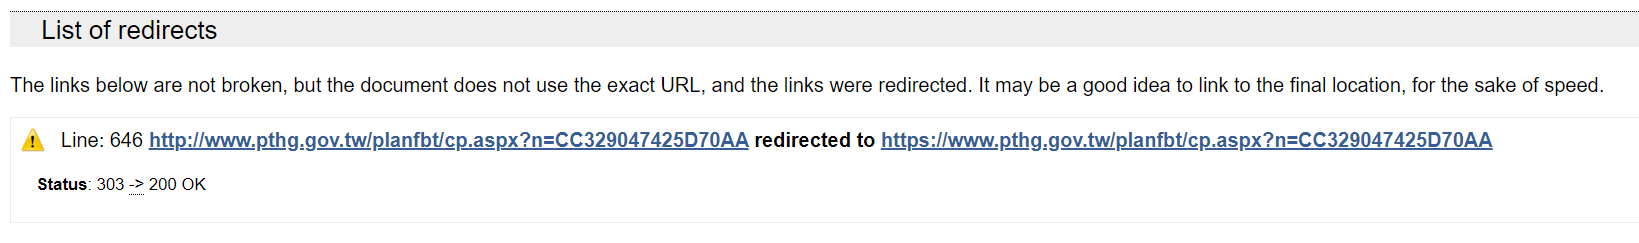 List of redirects
The links below are not broken, but the document does not use the exact URL, and the links were redirected. It may be a good idea to link to the final location, for the sake of speed.
Line: 646 http://www.pthg.gov.tw/planfbt/cp.aspx?n=CC329047425D70AA redirected to https://www.pthg.gov.tw/planfbt/cp.aspx?n=CC329047425D70AA
Status: 303 -> 200 OK